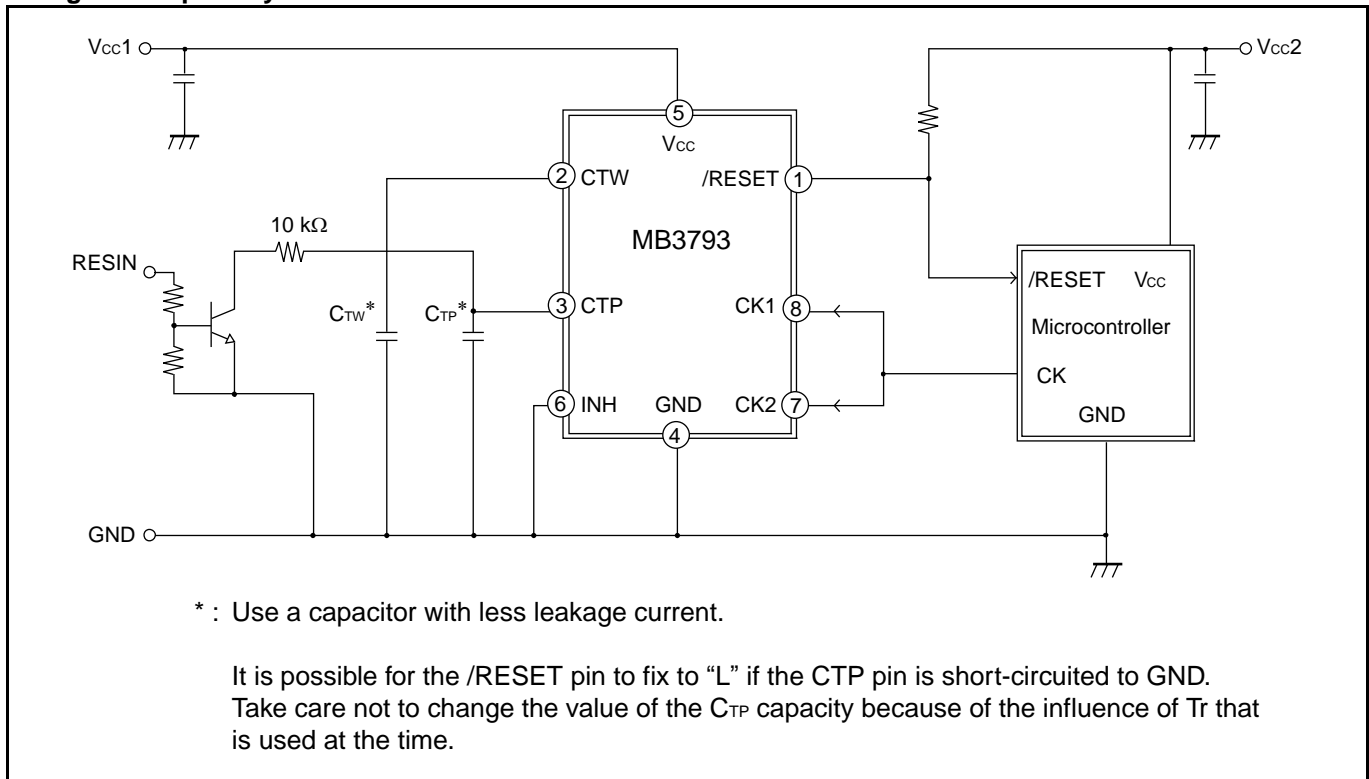 Vcc1
Vcc2
5
Vcc
2 CTW
/RESET 1
10 kΩ
MB3793
RESIN
/RESET Vcc
CTW*
CTP*
3 CTP
CK1 8
Microcontroller
CK
6 INH
GND
CK2 7
GND
4
GND
* : Use a capacitor with less leakage current.
It is possible for the /RESET pin to fix to “L” if the CTP pin is short-circuited to GND.
Take care not to change the value of the CTP capacity because of the influence of Tr that
is used at the time.